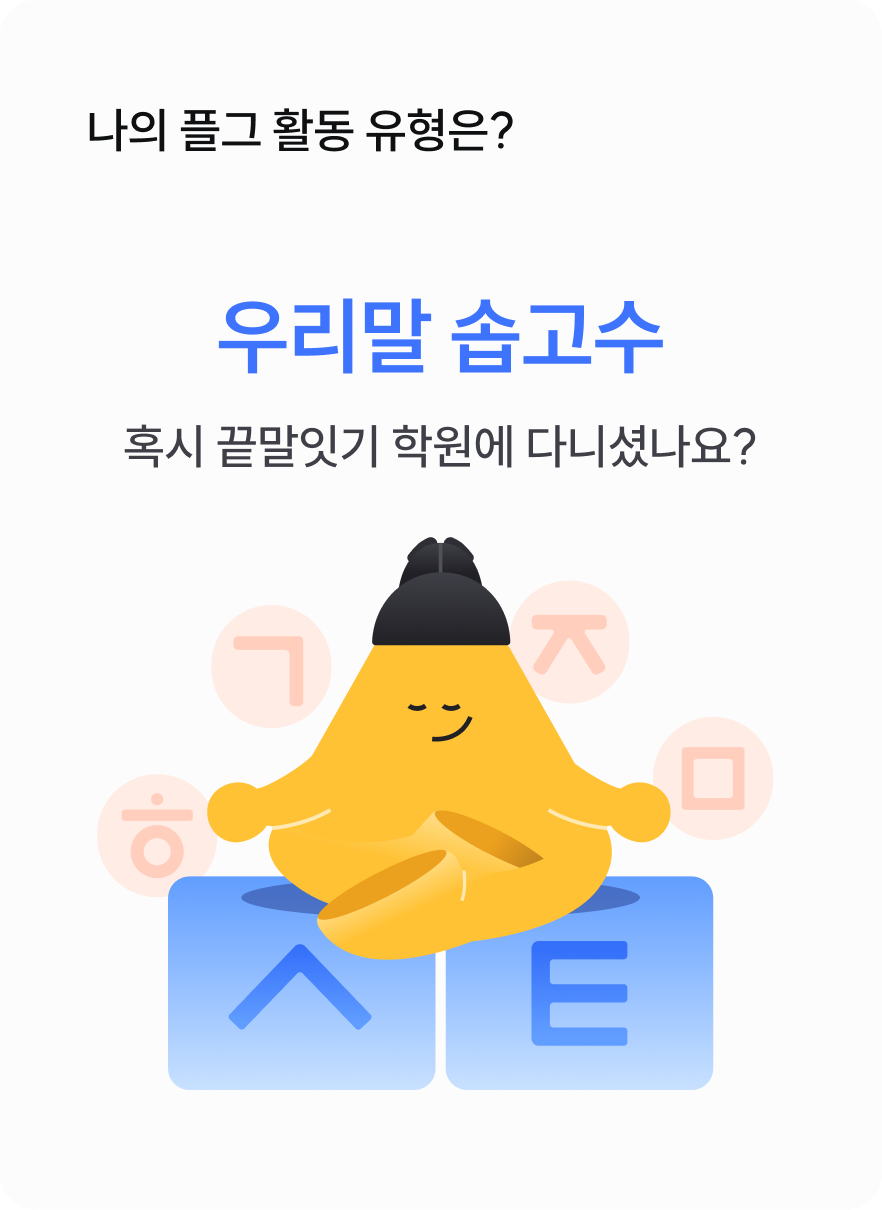 나의 플그 활동 유형은?
우리말 솝고수
혹시 끝말잇기 학원에 다니셨나요?
ㄱ ㅈ
ㅎ ㅁ
ㅅ ㅌ